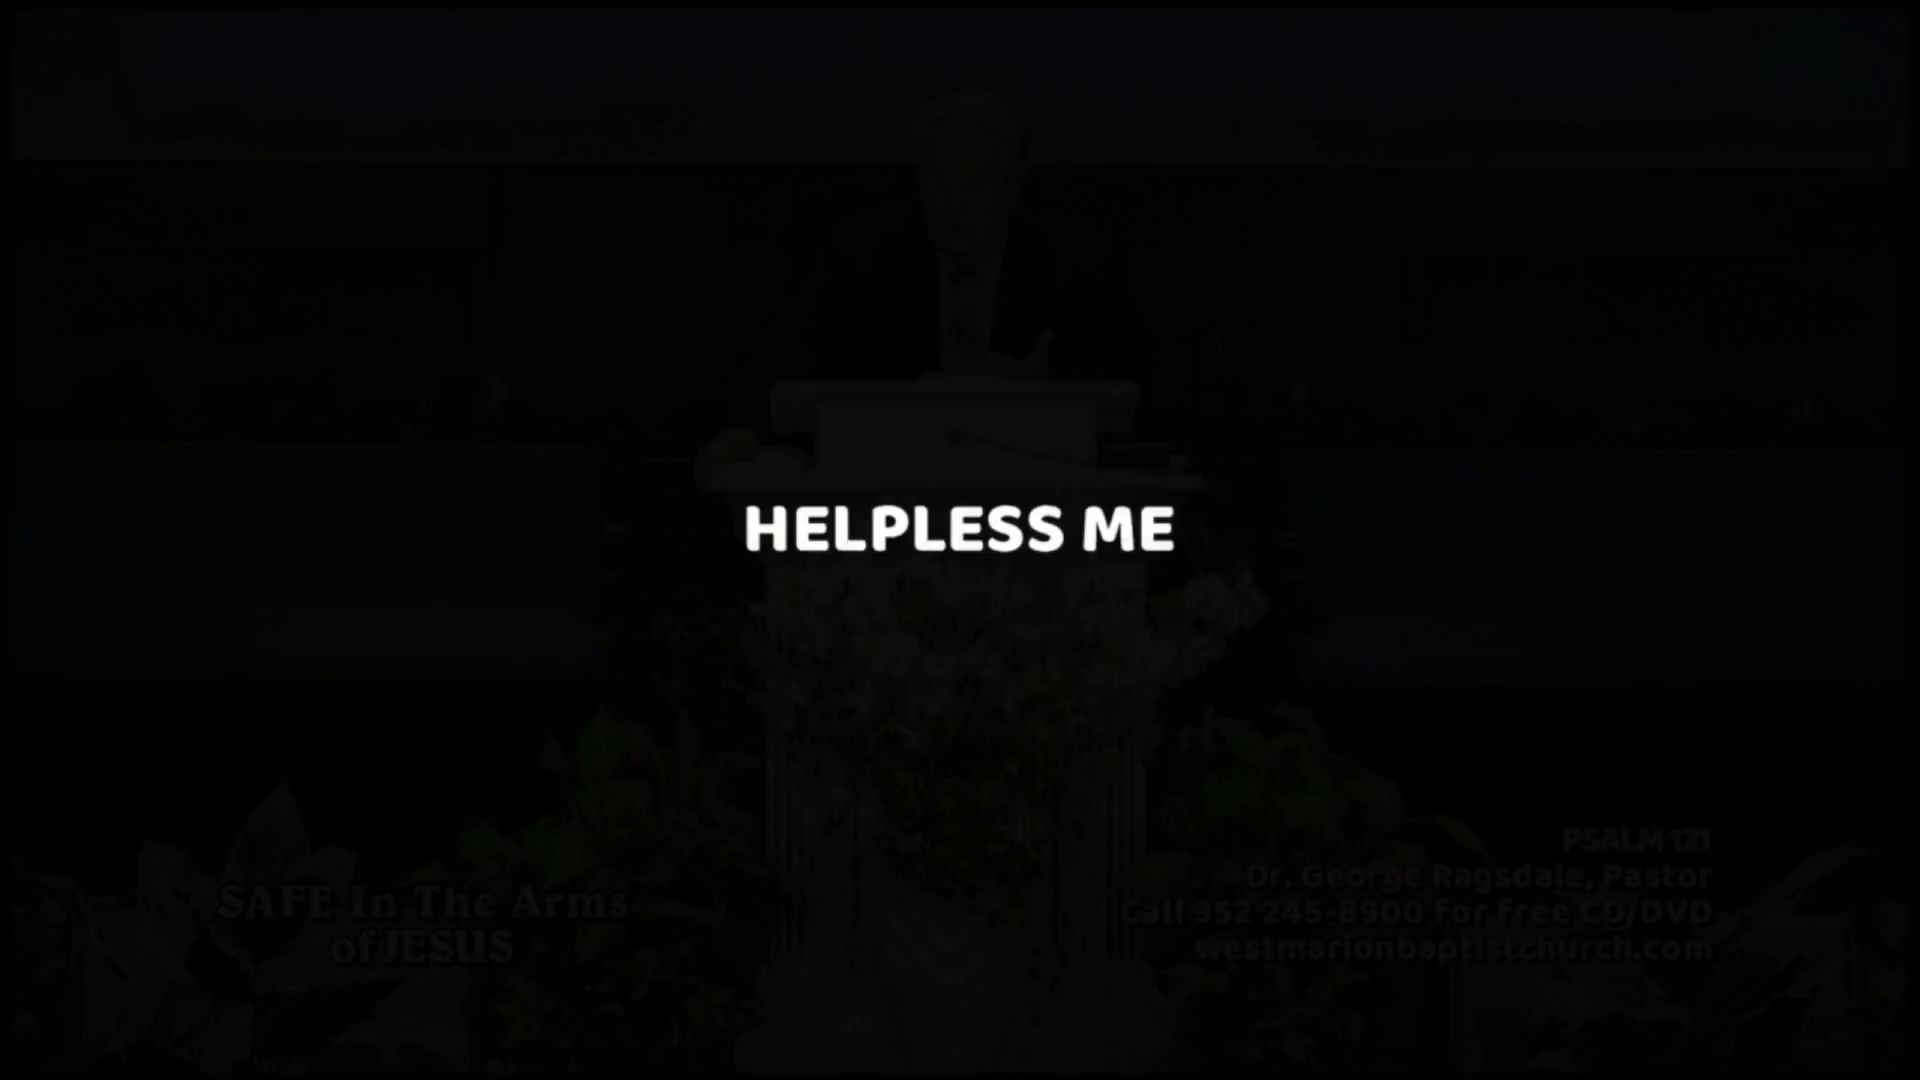 HELPLESS ME
PSALM 121
Dr. George Ragsdale, Pastor
Call 352 245-8900 for free CD/DVD
westmarionbaptistchurch.com
SAFE In The Arms
of JESUS